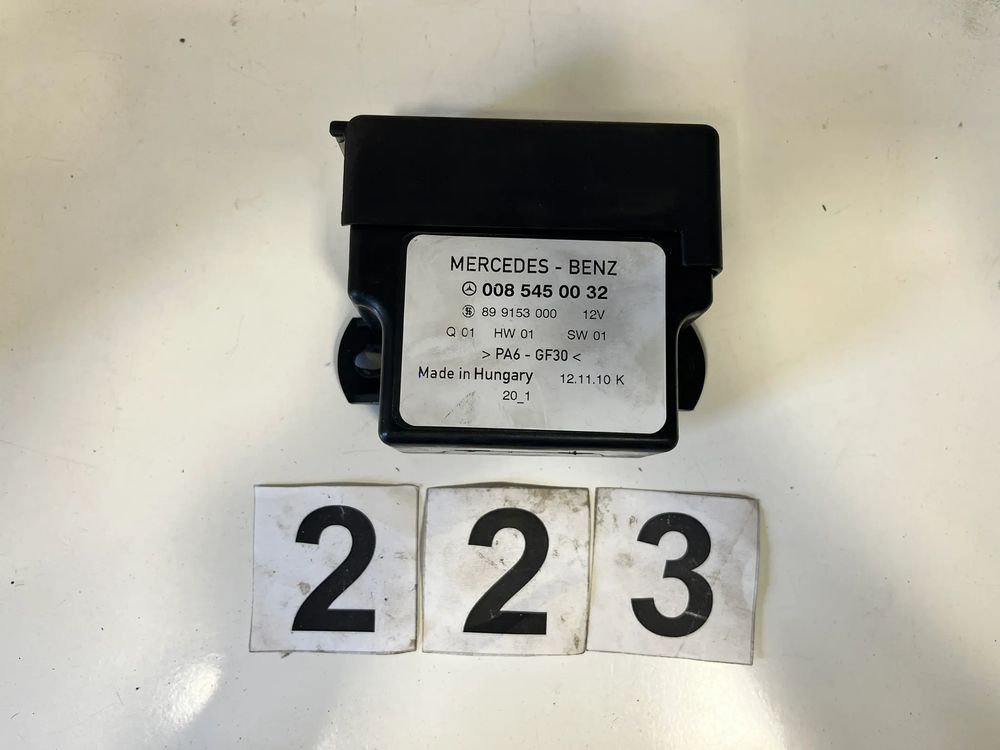 MERCEDES - BENZ
008 545 00 32
89 9153 000 12V
Q 01 HW 01 SW 01
> PA6 - GF30 <
Made in Hungary 12.11.10 K
20_1
2 2 3